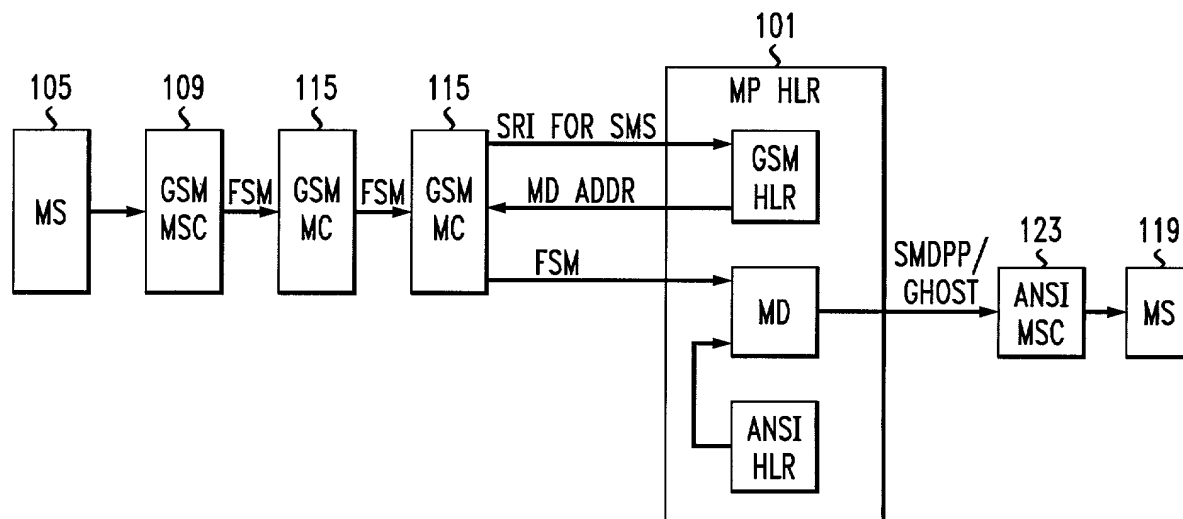 101
105
109
115
115
MP HLR
MS
GSM
MSC
FSM
GSM
MC
FSM
GSM
MC
SRI FOR SMS
GSM
HLR
MD ADDR
FSM
MD
ANSI
HLR
SMDPP/
GHOST
123
119
ANSI
MSC
MS